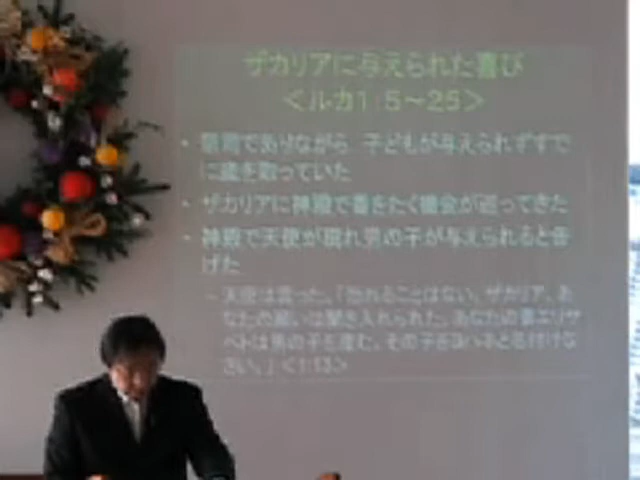 ザカリアに与えられた喜び
＜ルカ1：5～25＞
・祭司でありながら 子どもが与えられずすで
に歳を取っていた
・ザカリアに神殿で香をたく機会が巡ってきた
・神殿で天使が現れ男の子が与えられると告
げた
–天使は言った。「恐れることはない。ザカリア、あ
なたの願いは聞き入れられた。あなたの妻エリサ
ベトは男の子を産む。その子をヨハネと名付けな
さい。」＜1:13＞